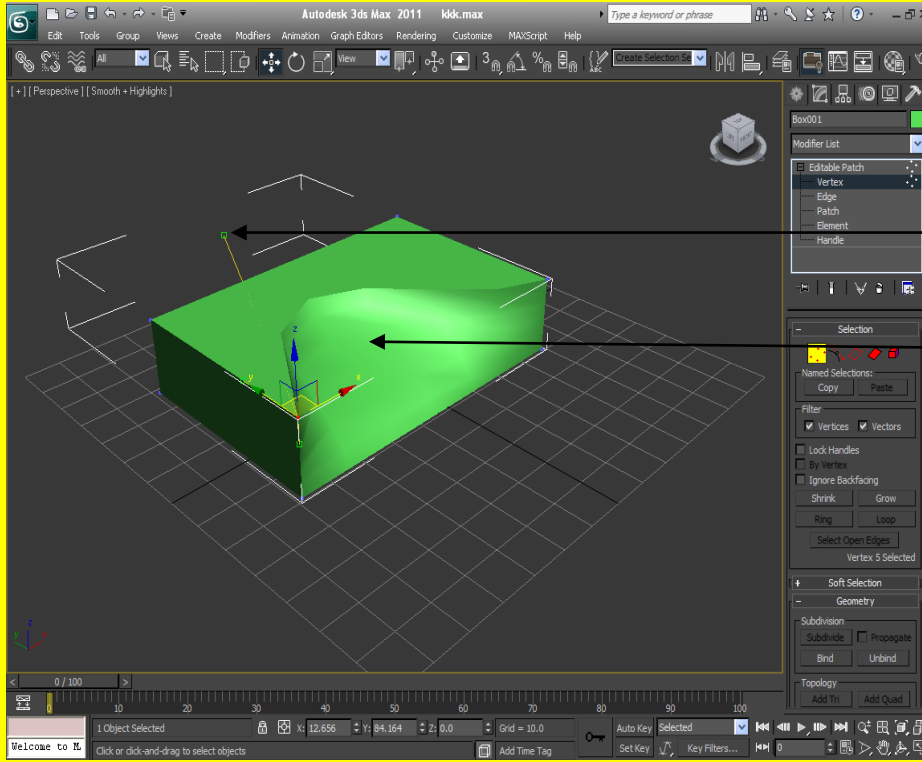 Autodesk 3ds Max 2011 kkk.max
Type a keyword or phrase
Edit Tools Group Views Create Modifiers Animation Graph Editors Rendering Customize MAXScript Help
All View Create Selection Se
[ + ] [ Perspective ] [ Smooth + Highlights ]
Box001
Modifier List
Editable Patch
Vertex
Edge
Patch
Element
Handle
z
y x
Selection
Named Selections:
Copy Paste
Filter
Vertices Vectors
Lock Handles
By Vertex
Ignore Backfacing
Shrink Grow
Ring Loop
Select Open Edges
Vertex 5 Selected
Soft Selection
Geometry
Subdivision
Subdivide Propagate
Bind Unbind
Topology
Add Tri Add Quad
z
y x
< 0 / 100 >
0 10 20 30 40 50 60 70 80 90 100
1 Object Selected X: 12.656 Y: 84.164 Z: 0.0 Grid = 10.0 Auto Key Selected
Welcome to M. Click or click-and-drag to select objects Add Time Tag Set Key Key Filters... 0